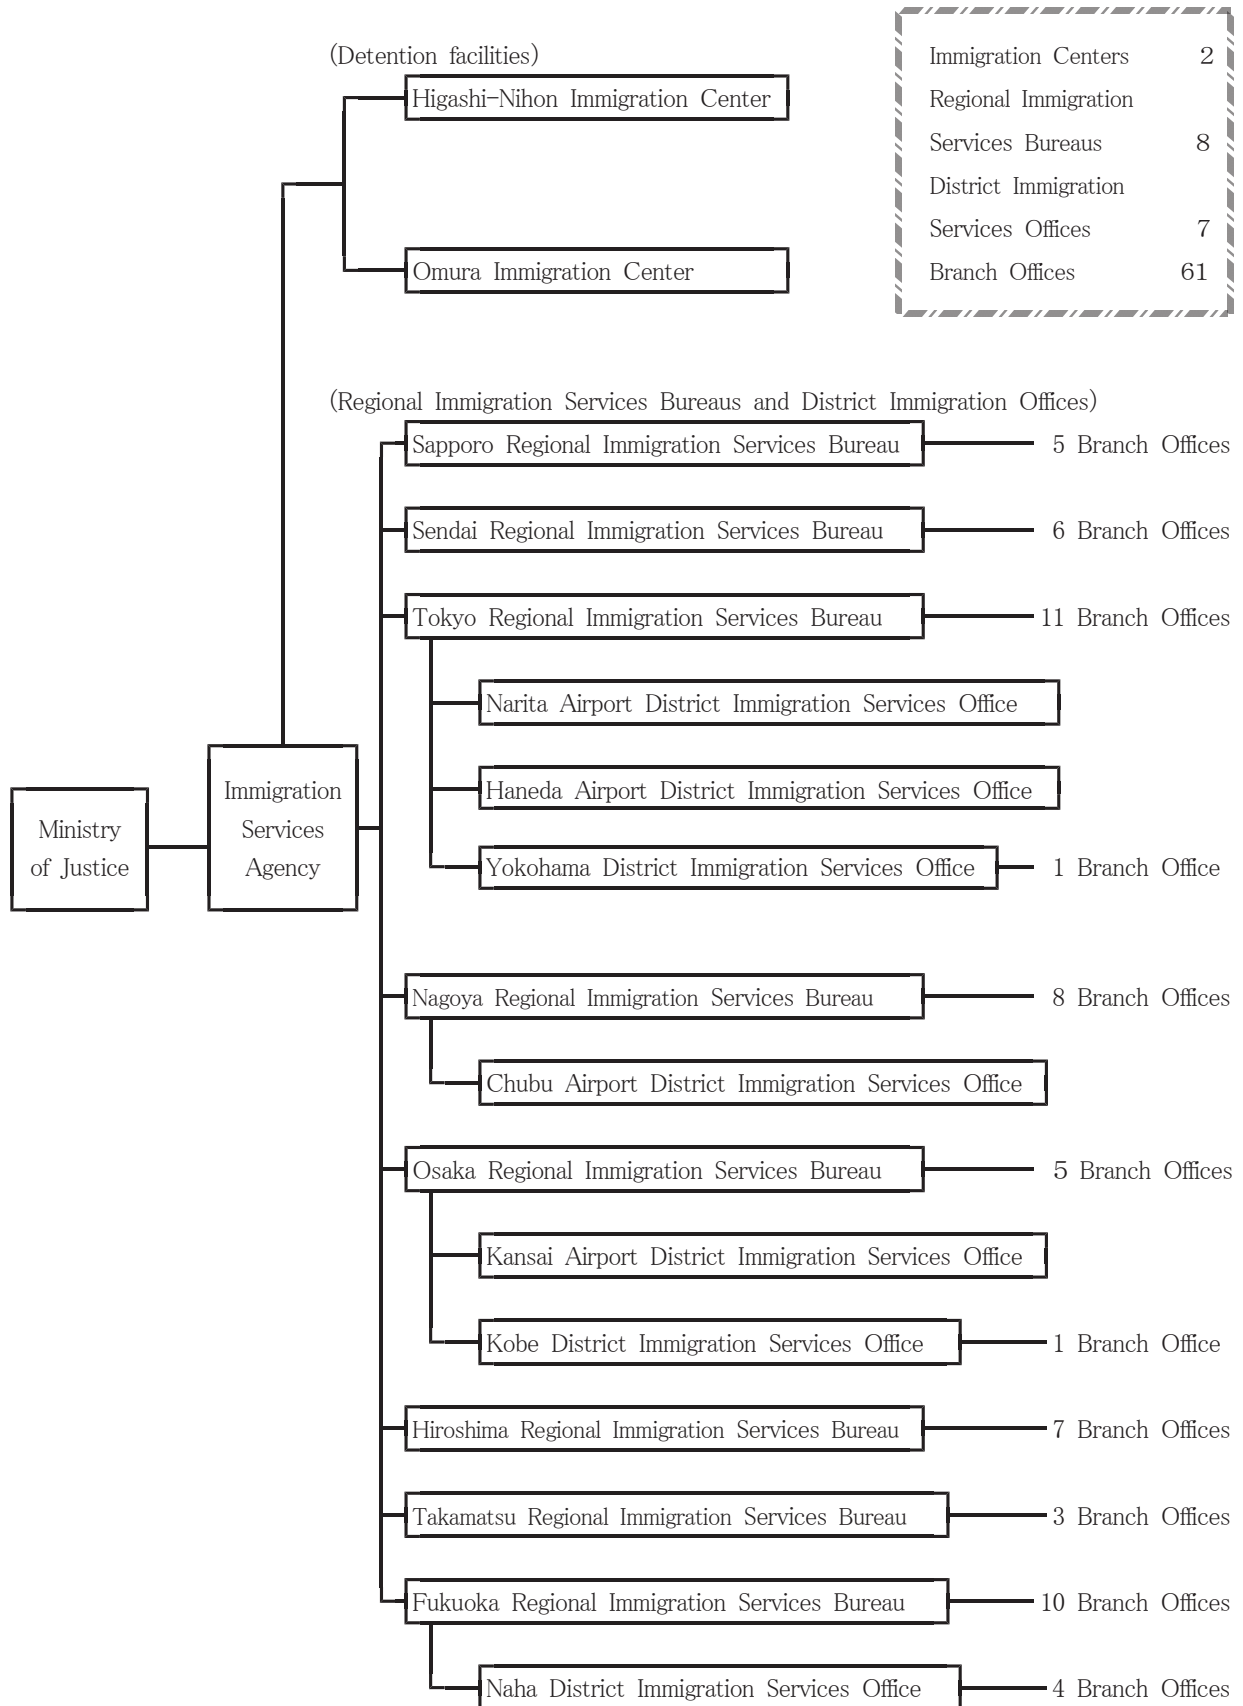 (Detention facilities)
Higashi-Nihon Immigration Center
Omura Immigration Center
Immigration Centers 2
Regional Immigration
Services Bureaus 8
District Immigration
Services Offices 7
Branch Offices 61
(Regional Immigration Services Bureaus and District Immigration Offices)
Sapporo Regional Immigration Services Bureau 5 Branch Offices
Sendai Regional Immigration Services Bureau 6 Branch Offices
Tokyo Regional Immigration Services Bureau 11 Branch Offices
Narita Airport District Immigration Services Office
Haneda Airport District Immigration Services Office
Yokohama District Immigration Services Office 1 Branch Office
Ministry
of Justice
Immigration
Services
Agency
Nagoya Regional Immigration Services Bureau 8 Branch Offices
Chubu Airport District Immigration Services Office
Osaka Regional Immigration Services Bureau 5 Branch Offices
Kansai Airport District Immigration Services Office
Kobe District Immigration Services Office 1 Branch Office
Hiroshima Regional Immigration Services Bureau 7 Branch Offices
Takamatsu Regional Immigration Services Bureau 3 Branch Offices
Fukuoka Regional Immigration Services Bureau 10 Branch Offices
Naha District Immigration Services Office 4 Branch Offices